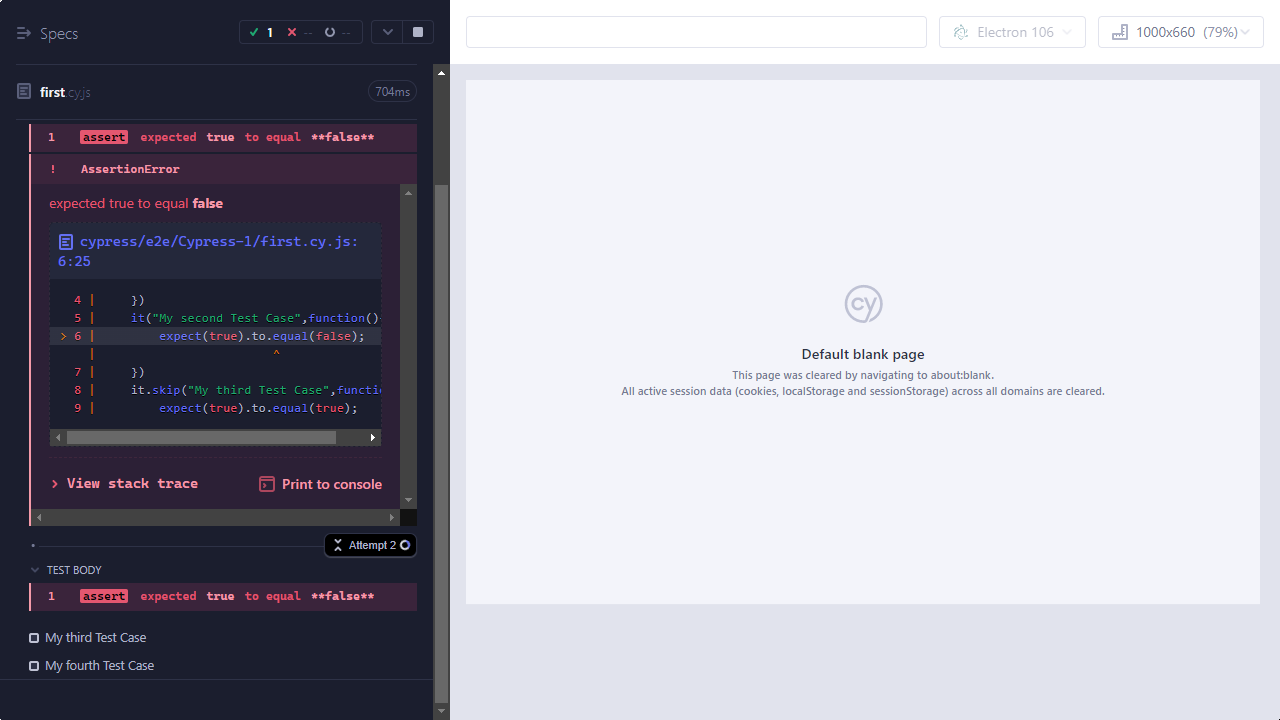 Specs
1 -- --
Electron 106
1000x660 (79%)
first.cy.js
704ms
1 assert expected true to equal **false**
! AssertionError
expected true to equal false
cypress/e2e/Cypress-1/first.cy.js:
6:25
4 | })
5 | it("My second Test Case",function()
> 6 | expect(true).to.equal(false);
| ^
7 | })
8 | it.skip("My third Test Case",functi
9 | expect(true).to.equal(true);
> View stack trace
Print to console
Attempt 2
TEST BODY
1 assert expected true to equal **false**
My third Test Case
My fourth Test Case
cy
Default blank page
This page was cleared by navigating to about:blank.
All active session data (cookies, localStorage and sessionStorage) across all domains are cleared.